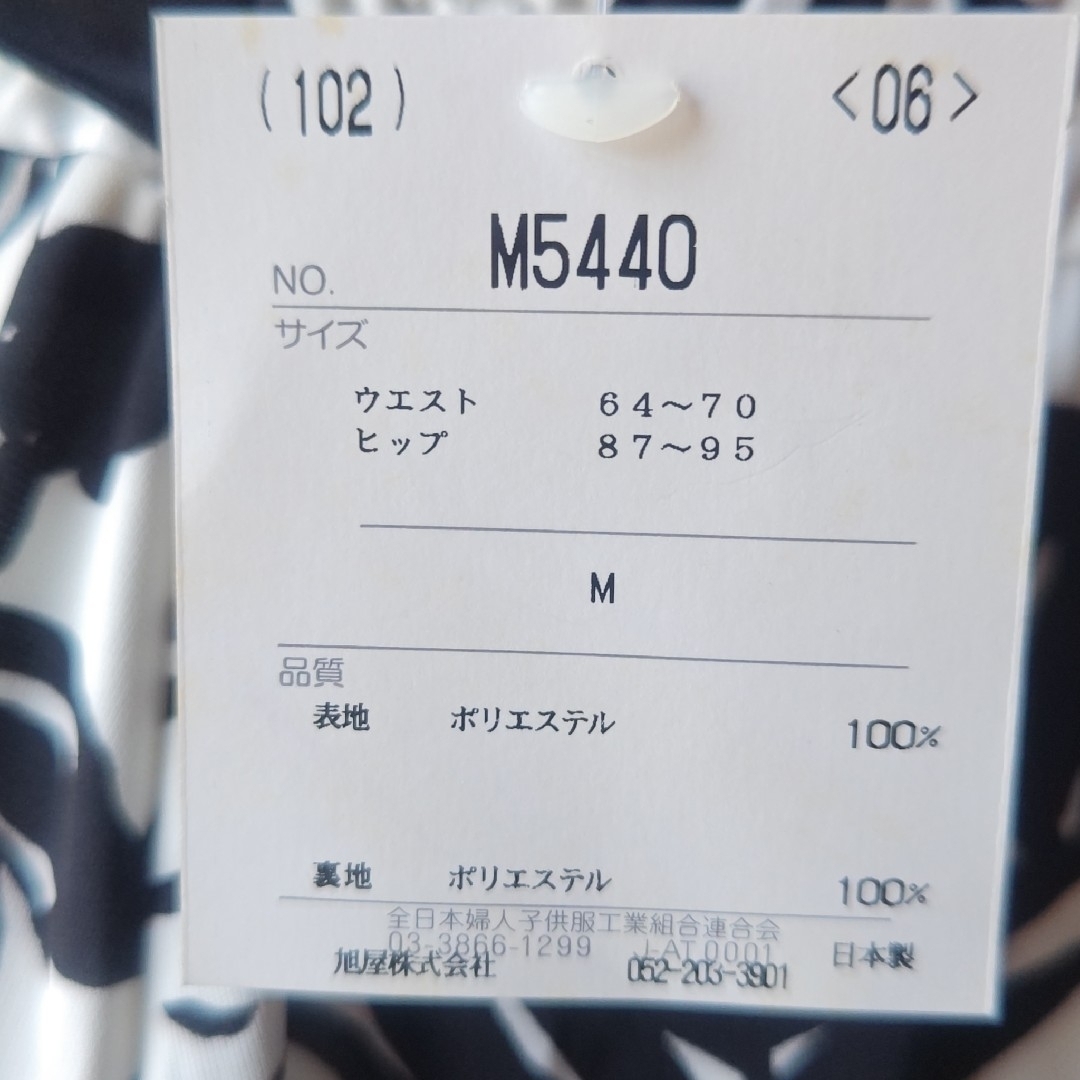 (102) <06>
NO. M5440
サイズ
ウエスト 64～70
ヒップ 87～95
M
品質
表地 ポリエステル 100%
裏地 ポリエステル 100%
全日本婦人子供服工業組合連合会
03-3866-1299 J-AT 0001
旭屋株式会社 052-203-3901 日本製